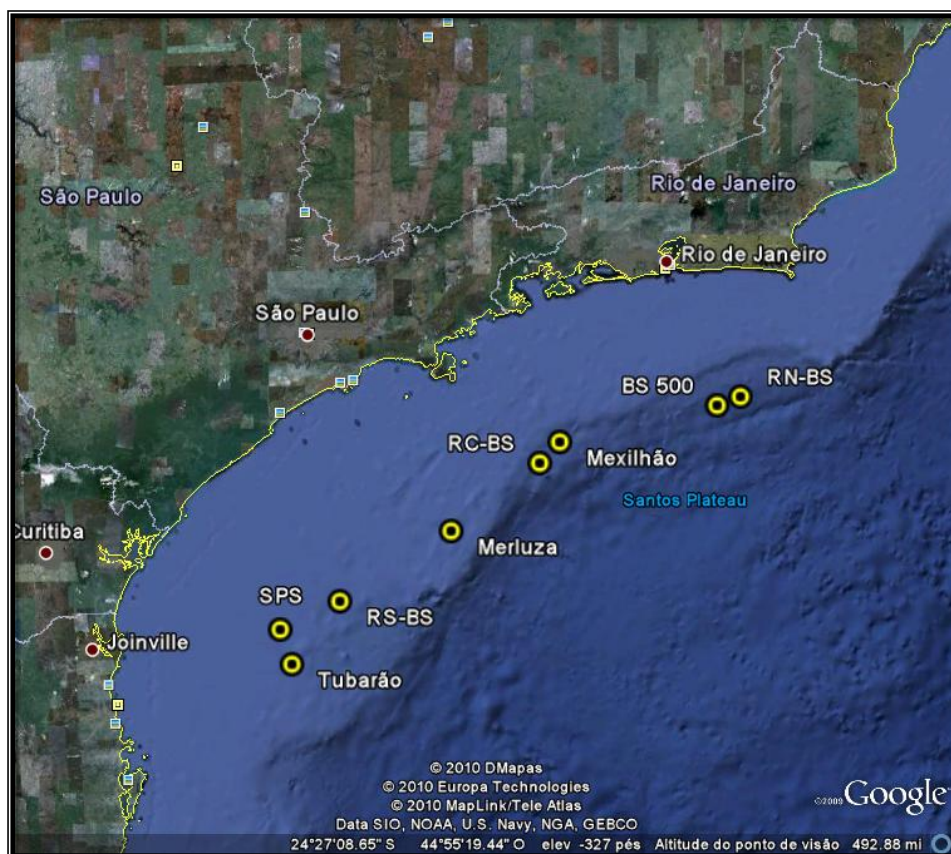 São Paulo
Rio de Janeiro
Rio de Janeiro
São Paulo
BS 500
RN-BS
RC-BS
Mexilhão
Santos Plateau
Curitiba
Merluza
SPS
RS-BS
Joinville
Tubarão
© 2010 DMapas
© 2010 Europa Technologies
© 2010 MapLink/Tele Atlas
Data SIO, NOAA, U.S. Navy, NGA, GEBCO
©2009 Google
24°27'08.65" S 44°55'19.44" O elev -327 pés Altitude do ponto de visão 492.88 mi